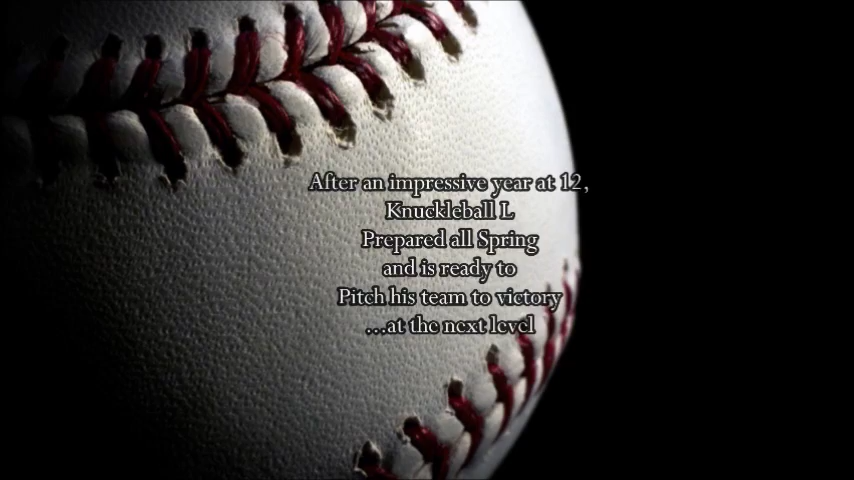 After an impressive year at 12,
Knuckleball L
Prepared all Spring
and is ready to
Pitch his team to victory
...at the next level